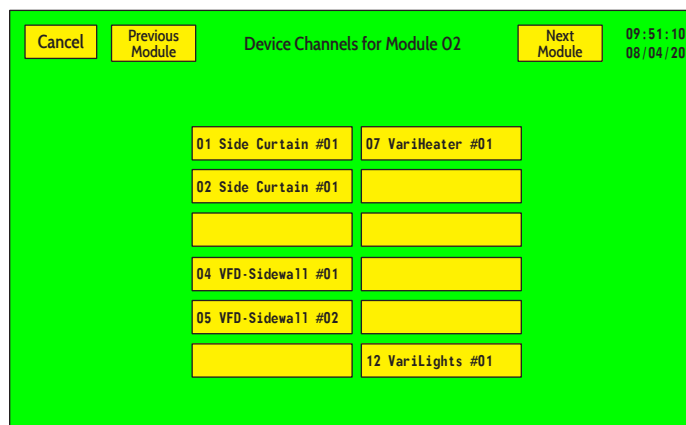 Cancel
Previous
Module
Device Channels for Module 02
Next
Module
09:51:10
08/04/20
01 Side Curtain #01
07 VariHeater #01
02 Side Curtain #01
04 VFD-Sidewall #01
05 VFD-Sidewall #02
12 VariLights #01